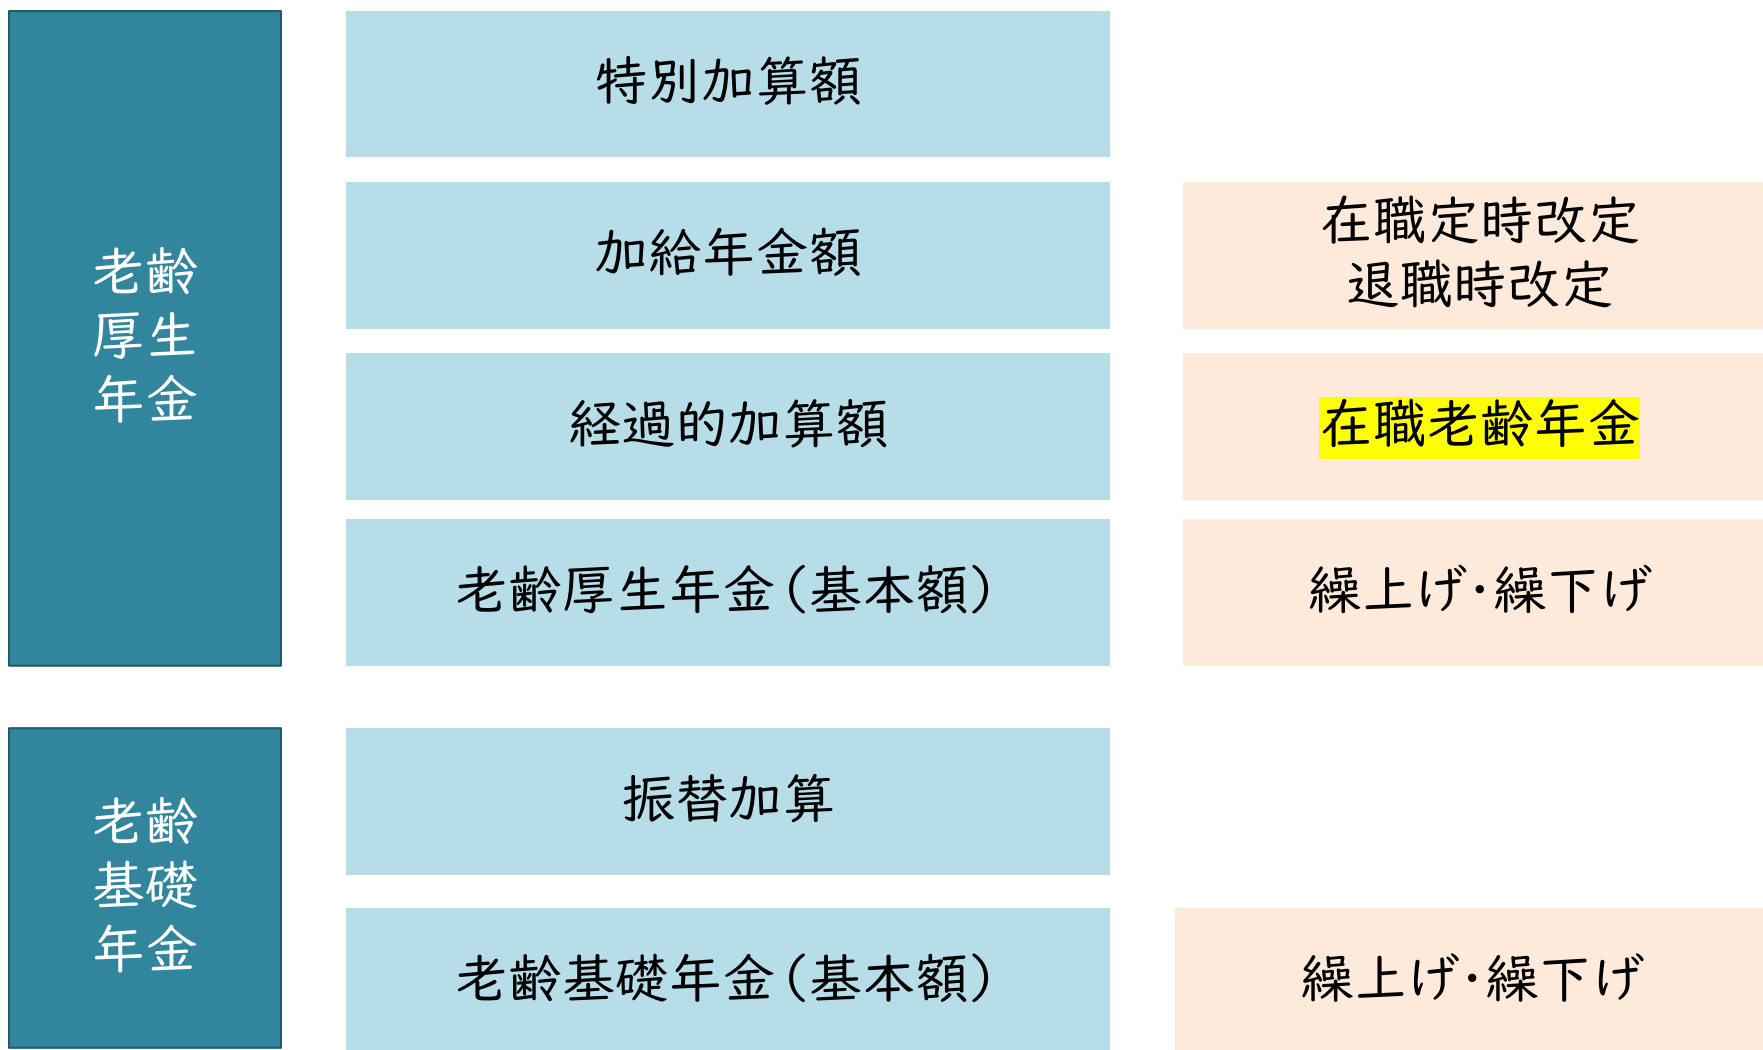 老齢
厚生
年金
特別加算額
加給年金額
在職定時改定
退職時改定
経過的加算額
在職老齢年金
老齢厚生年金(基本額)
繰上げ・繰下げ
老齢
基礎
年金
振替加算
老齢基礎年金(基本額)
繰上げ・繰下げ